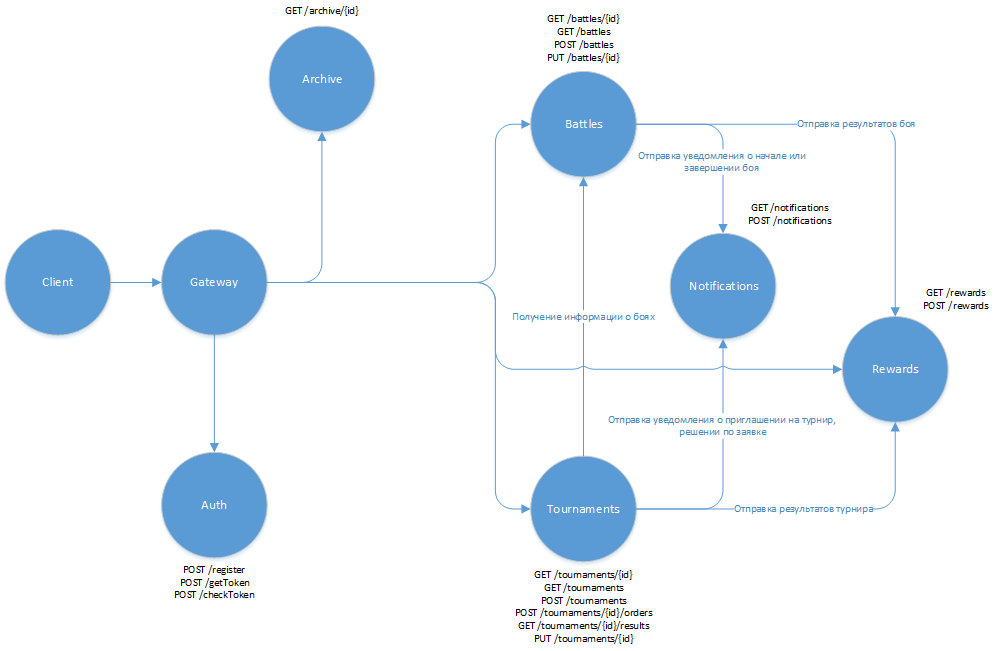 GET /archive/{id}
Archive
GET /battles/{id}
GET /battles
POST /battles
PUT /battles/{id}
Battles
Отправка результатов боя
Отправка уведомления о начале или
завершении боя
GET /notifications
POST /notifications
Client
Gateway
Notifications
GET /rewards
POST /rewards
Получение информации о боях
Rewards
Отправка уведомления о приглашении на турнир,
решении по заявке
Auth
Tournaments
Отправка результатов турнира
POST /register
POST /getToken
POST /checkToken
GET /tournaments/{id}
GET /tournaments
POST /tournaments
POST /tournaments/{id}/orders
GET /tournaments/{id}/results
PUT /tournaments/{id}